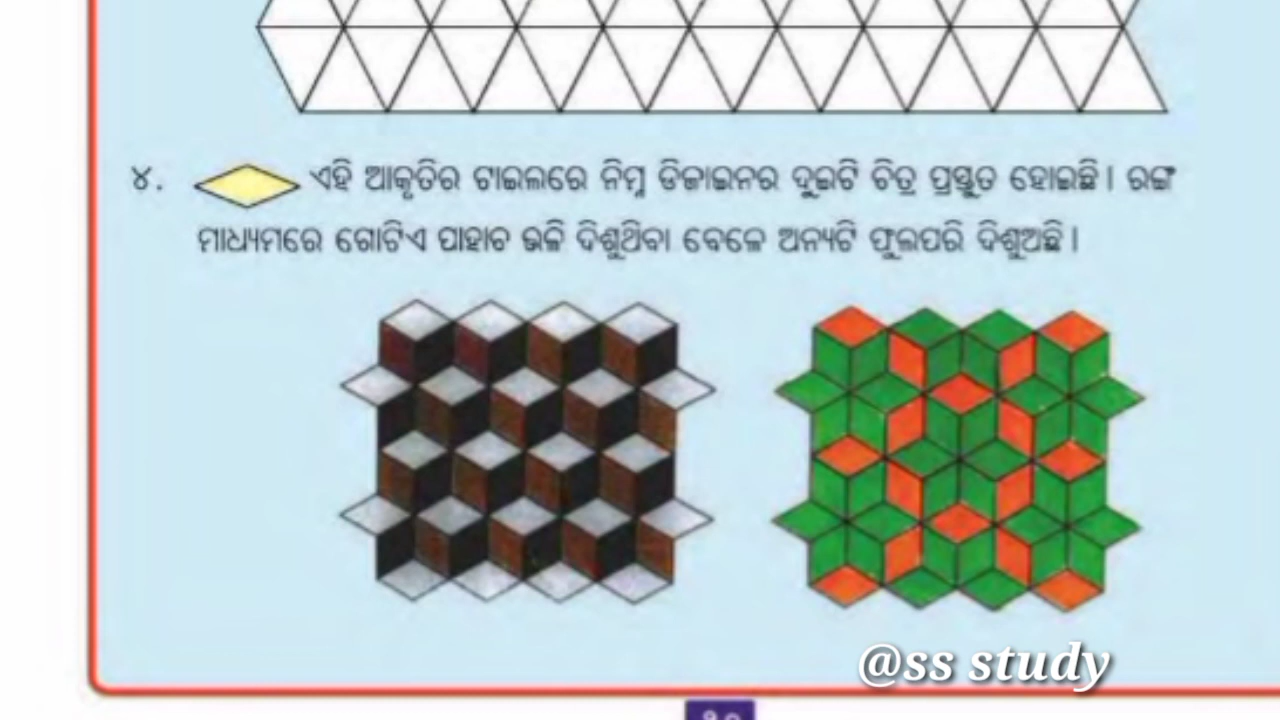 ୪. ଏହି ଆକୃତିର ଟାଇଲରେ ନିମ୍ନ ଡିଜାଇନର ଦୁଇଟି ଚିତ୍ର ପ୍ରସ୍ତୁତ ହୋଇଛି। ରଙ୍ଗ
ମାଧ୍ୟମରେ ଗୋଟିଏ ପାହାଚ ଭଳି ଦିଶୁଥିବା ବେଳେ ଅନ୍ୟଟି ଫୁଲପରି ଦିଶୁଅଛି।
@ss study